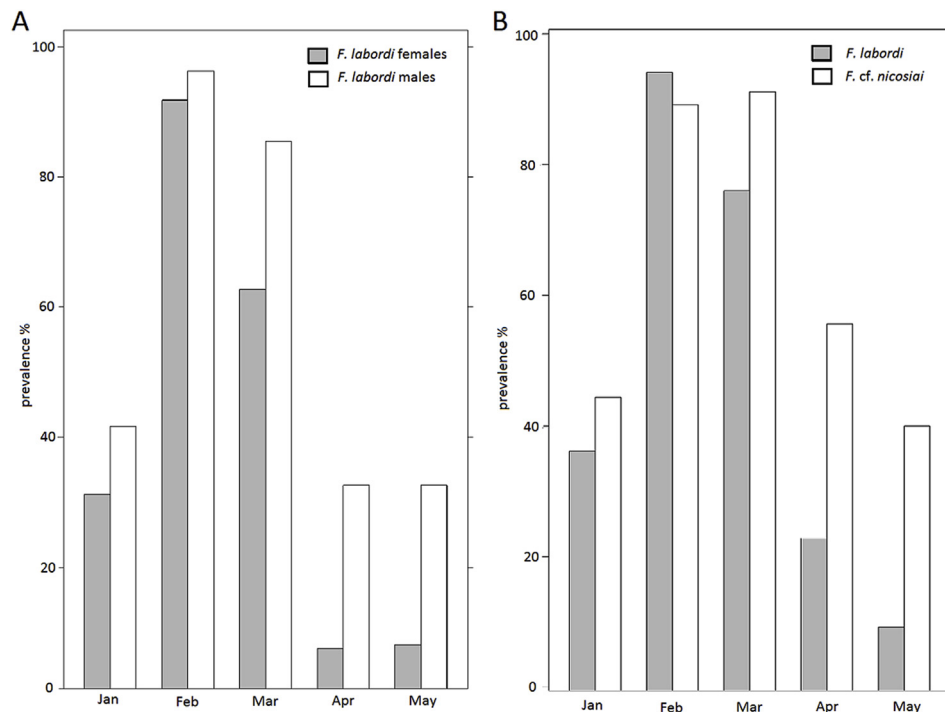 A
F. labordi females
F. labordi males
100
80
60
40
20
0
prevalence %
Jan Feb Mar Apr May
B
F. labordi
F. cf. nicosiai
100
80
60
40
20
0
prevalence %
Jan Feb Mar Apr May